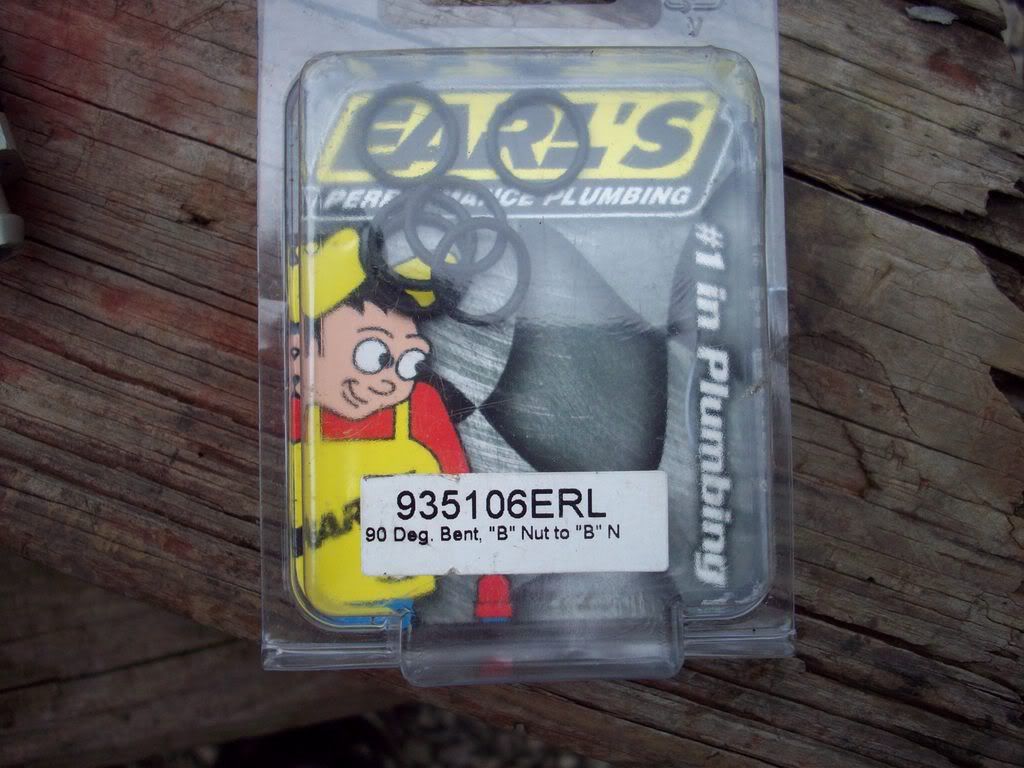 EARL'S
PERFORMANCE PLUMBING
#1 in Plumbing
935106ERL
90 Deg. Bent, "B" Nut to "B" N